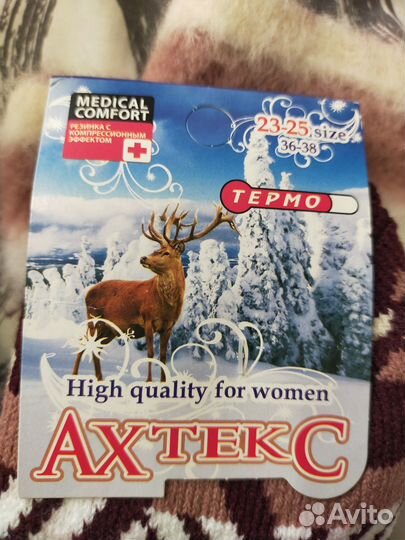 MEDICAL
COMFORT
РЕЗИНКА С
КОМПРЕССИОННЫМ
ЭФФЕКТОМ
23-25 size
36-38
ТЕРМО
High quality for women
АХТЕКС
Avito